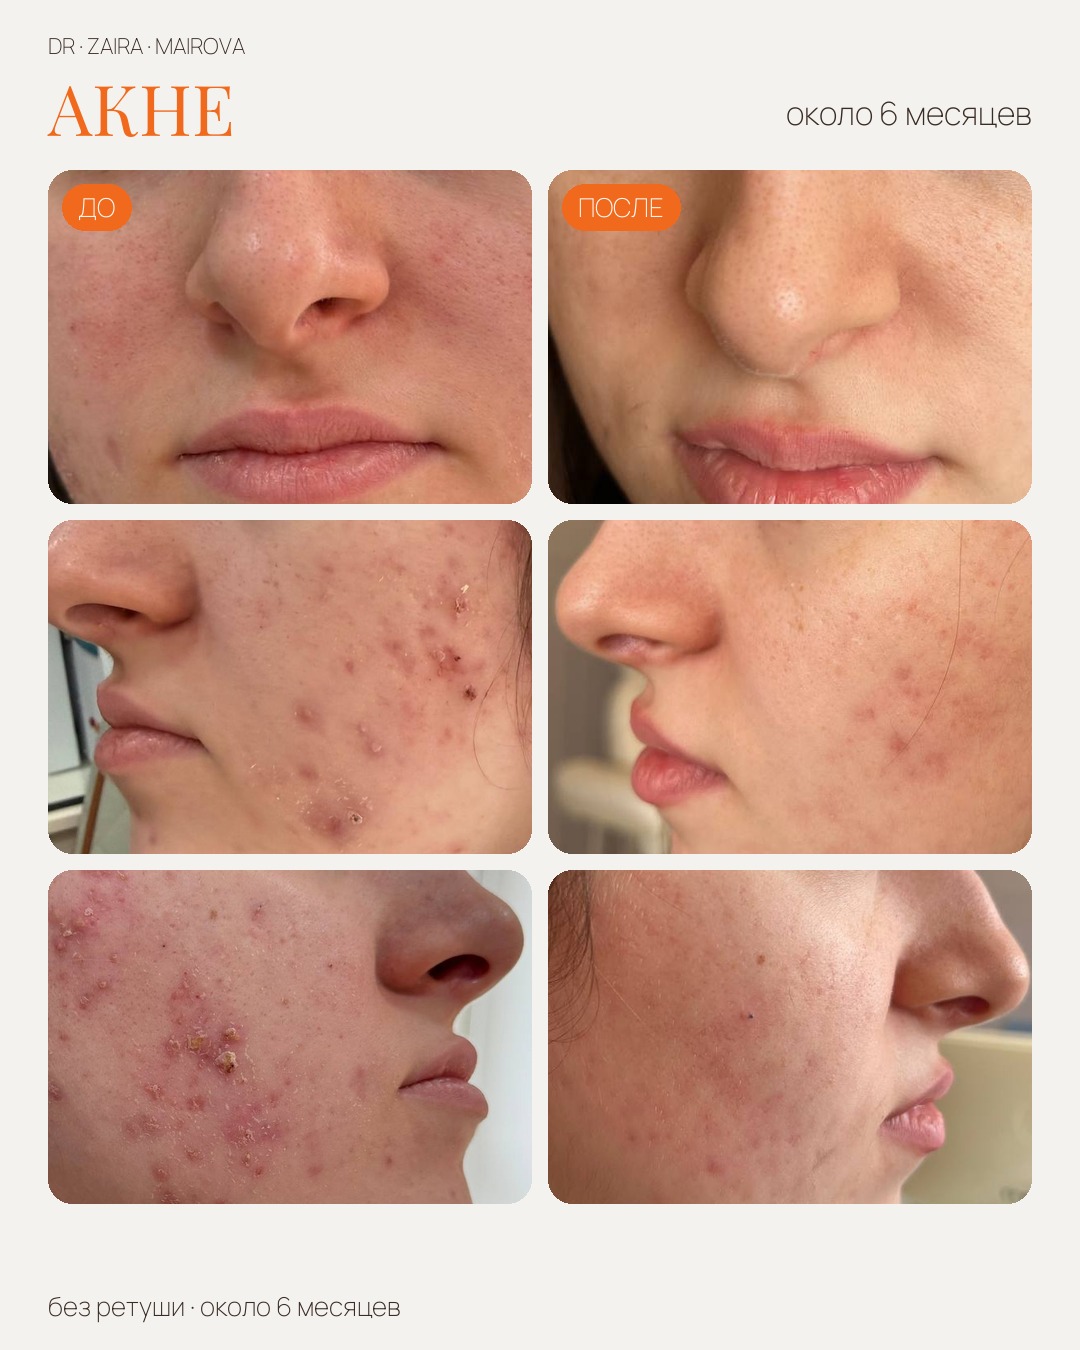 DR · ZAIRA · MAIROVA
АКНЕ
около 6 месяцев
ДО
ПОСЛЕ
без ретуши · около 6 месяцев